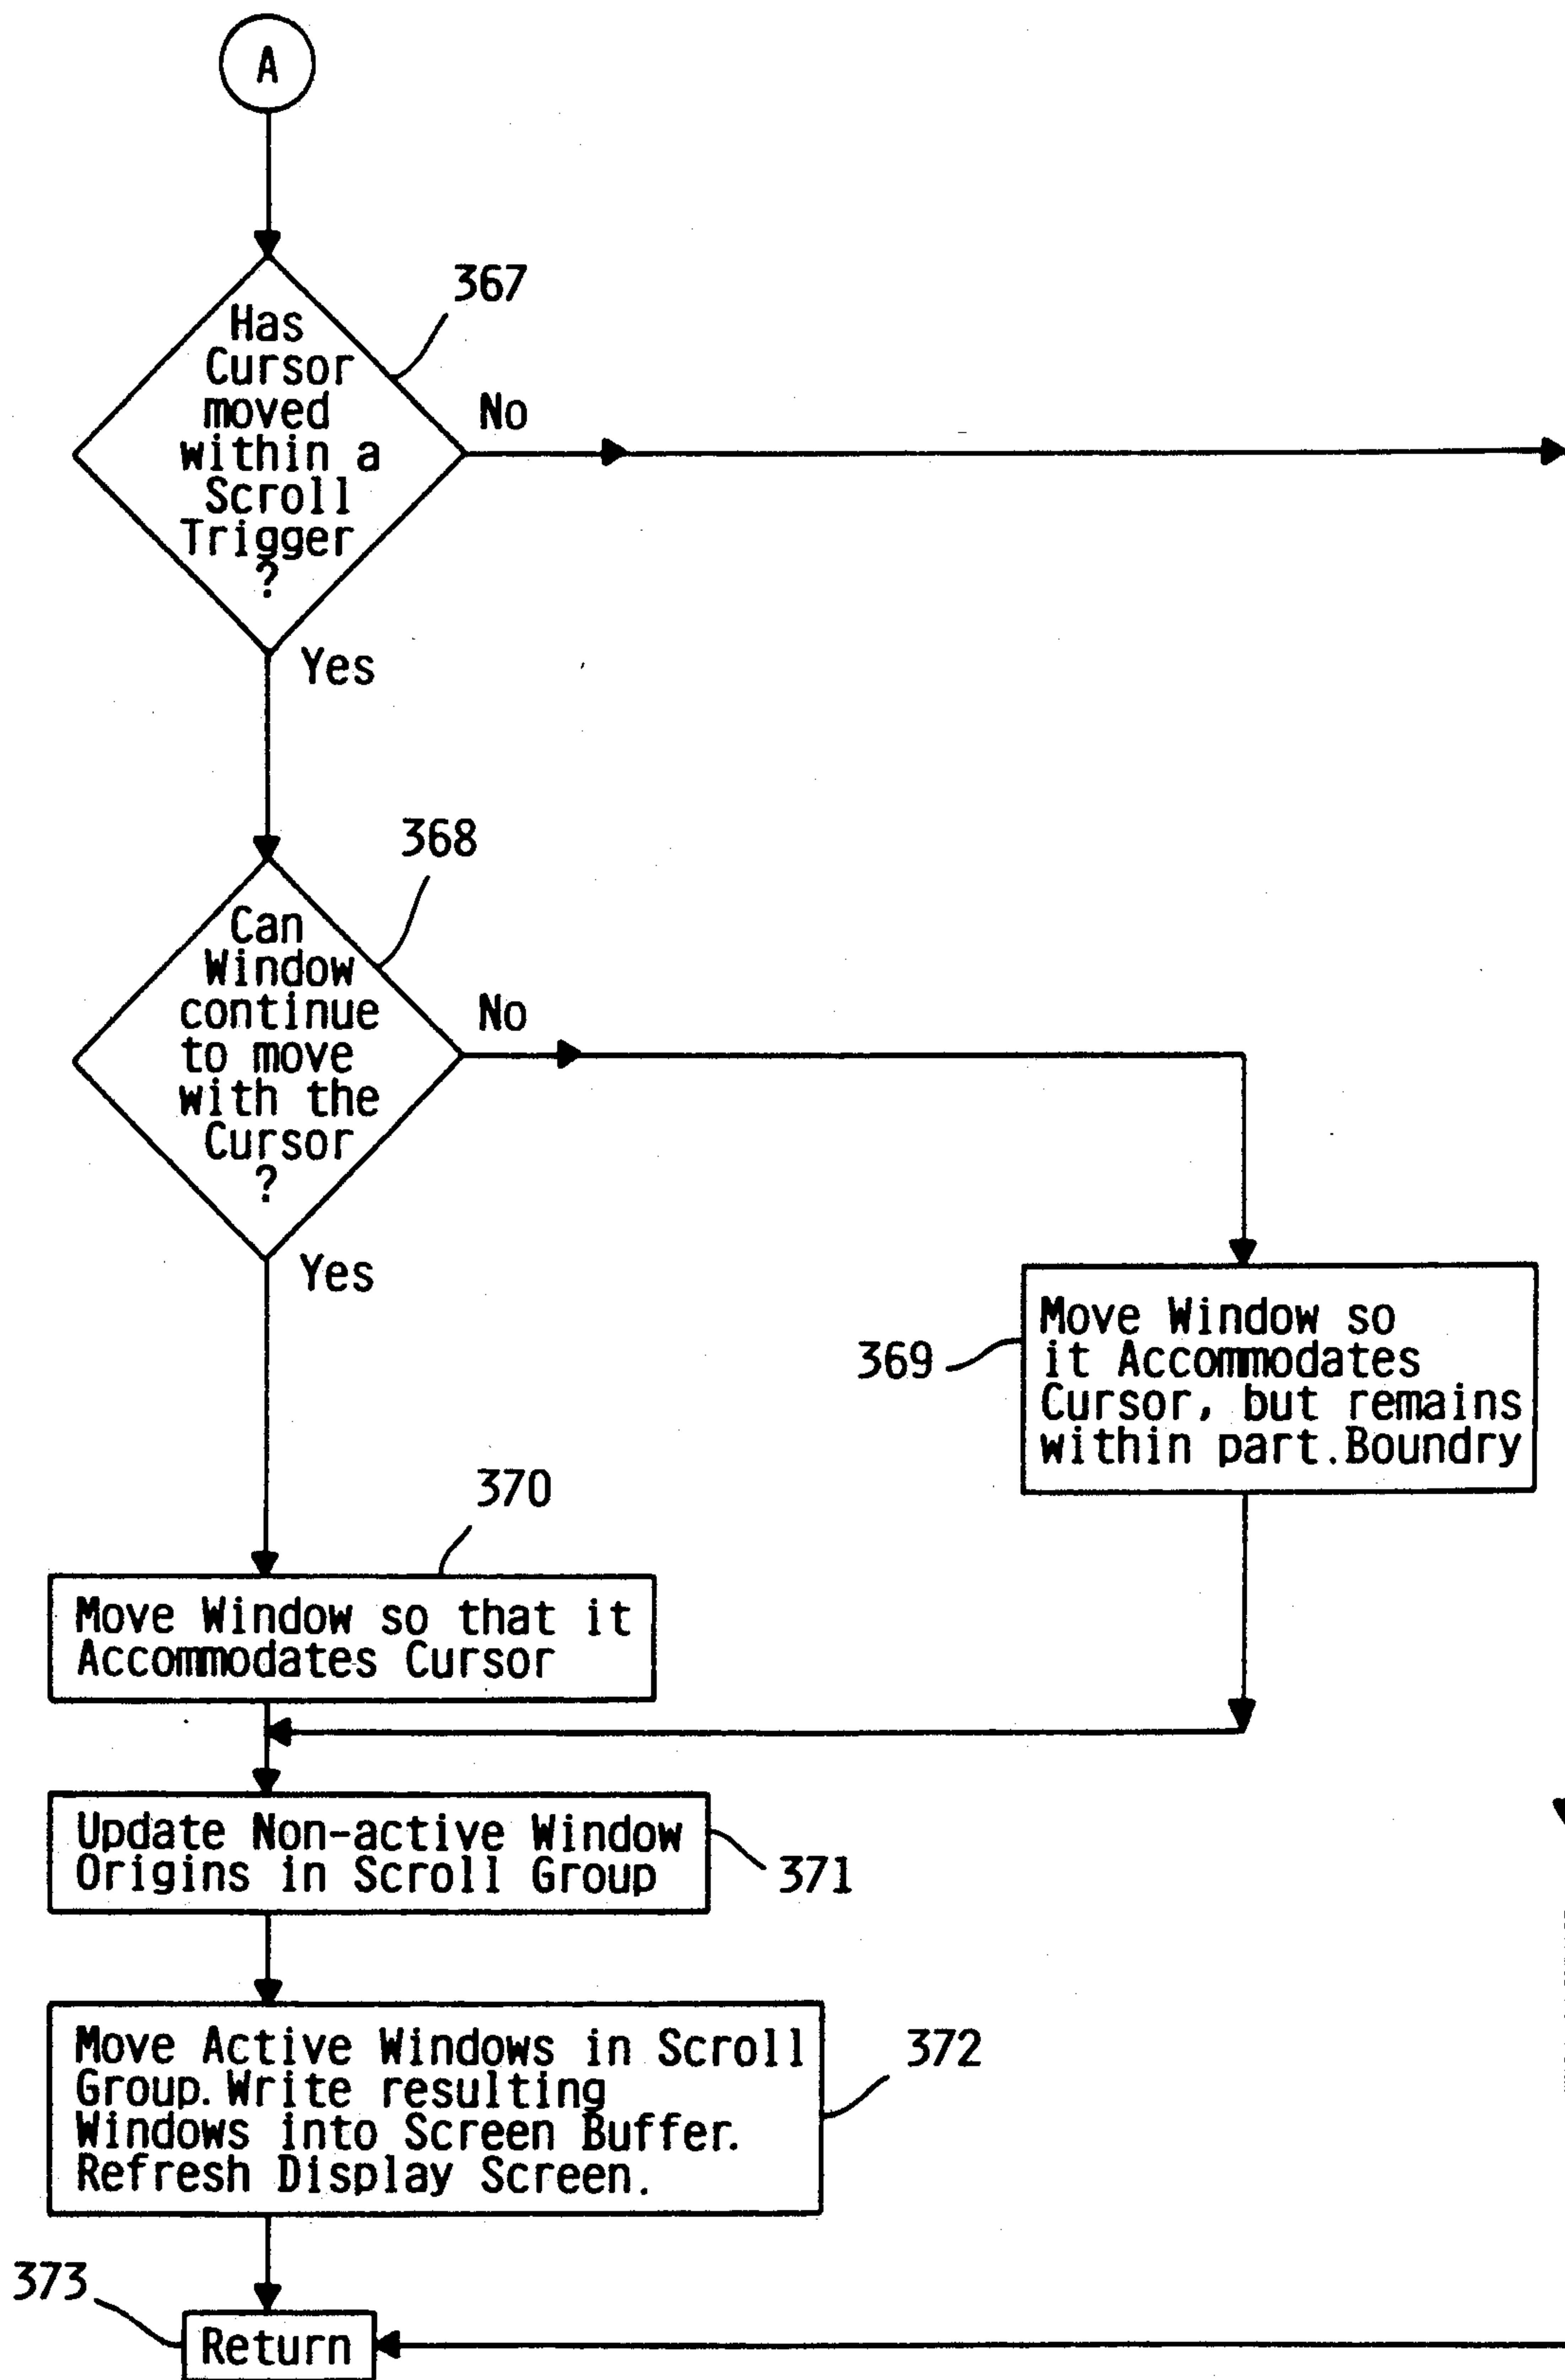 A
367
Has
Cursor
moved
within a
Scroll
Trigger
?
No
Yes
368
Can
Window
continue
to move
with the
Cursor
?
No
Yes
369
Move Window so
it Accommodates
Cursor, but remains
within part.Boundry
370
Move Window so that it
Accommodates Cursor
Update Non-active Window
Origins in Scroll Group
371
Move Active Windows in Scroll
Group. Write resulting
Windows into Screen Buffer.
Refresh Display Screen.
372
373
Return